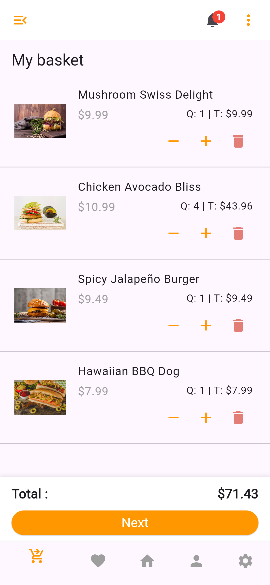 1
My basket
Mushroom Swiss Delight
$9.99
Q: 1 | T: $9.99
Chicken Avocado Bliss
$10.99
Q: 4 | T: $43.96
Spicy Jalapeño Burger
$9.49
Q: 1 | T: $9.49
Hawaiian BBQ Dog
$7.99
Q: 1 | T: $7.99
Total :
$71.43
Next